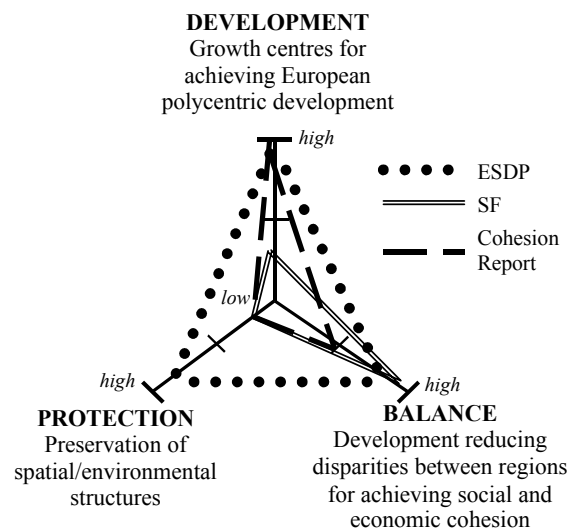 DEVELOPMENT
Growth centres for
achieving European
polycentric development
high
ESDP
SF
Cohesion
Report
low
high
high
PROTECTION
Preservation of
spatial/environmental
structures
BALANCE
Development reducing
disparities between regions
for achieving social and
economic cohesion